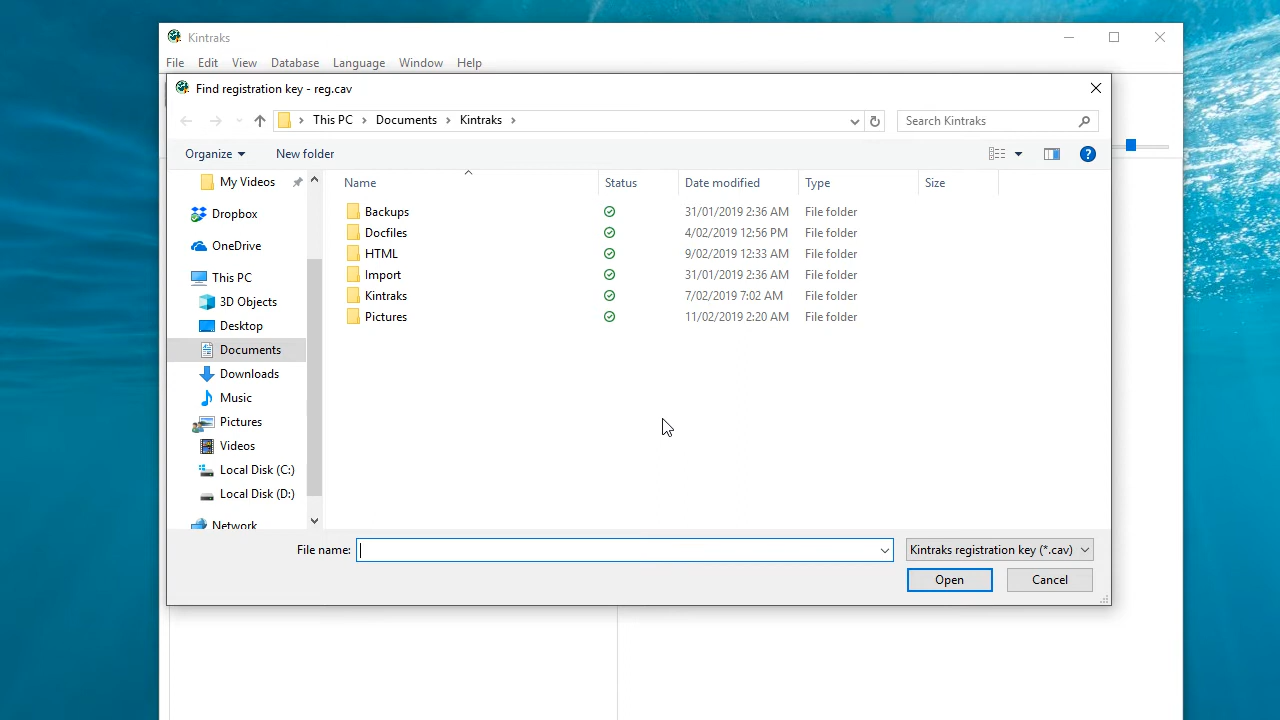 Kintraks
File Edit View Database Language Window Help
Find registration key - reg.cav
This PC Documents Kintraks
Search Kintraks
Organize New folder
Name Status Date modified Type Size
My Videos
Dropbox
OneDrive
This PC
3D Objects
Desktop
Documents
Downloads
Music
Pictures
Videos
Local Disk (C:)
Local Disk (D:)
Network
Backups 31/01/2019 2:36 AM File folder
Docfiles 4/02/2019 12:56 PM File folder
HTML 9/02/2019 12:33 AM File folder
Import 31/01/2019 2:36 AM File folder
Kintraks 7/02/2019 7:02 AM File folder
Pictures 11/02/2019 2:20 AM File folder
File name:
Kintraks registration key (*.cav)
Open Cancel